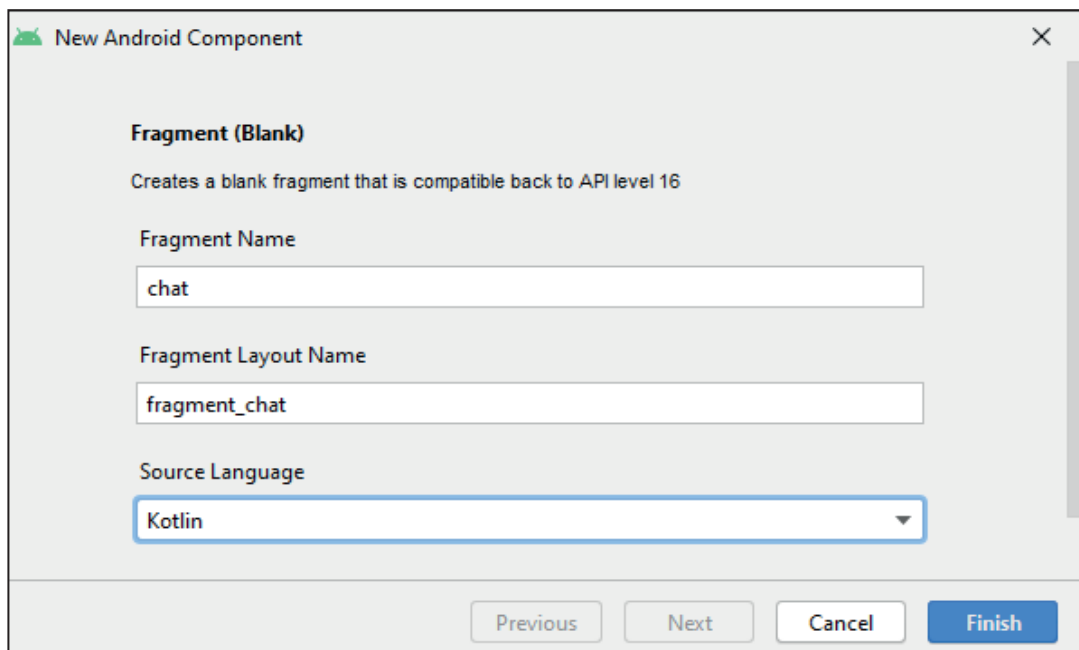 New Android Component
Fragment (Blank)
Creates a blank fragment that is compatible back to API level 16
Fragment Name
chat
Fragment Layout Name
fragment_chat
Source Language
Kotlin
Previous Next Cancel Finish